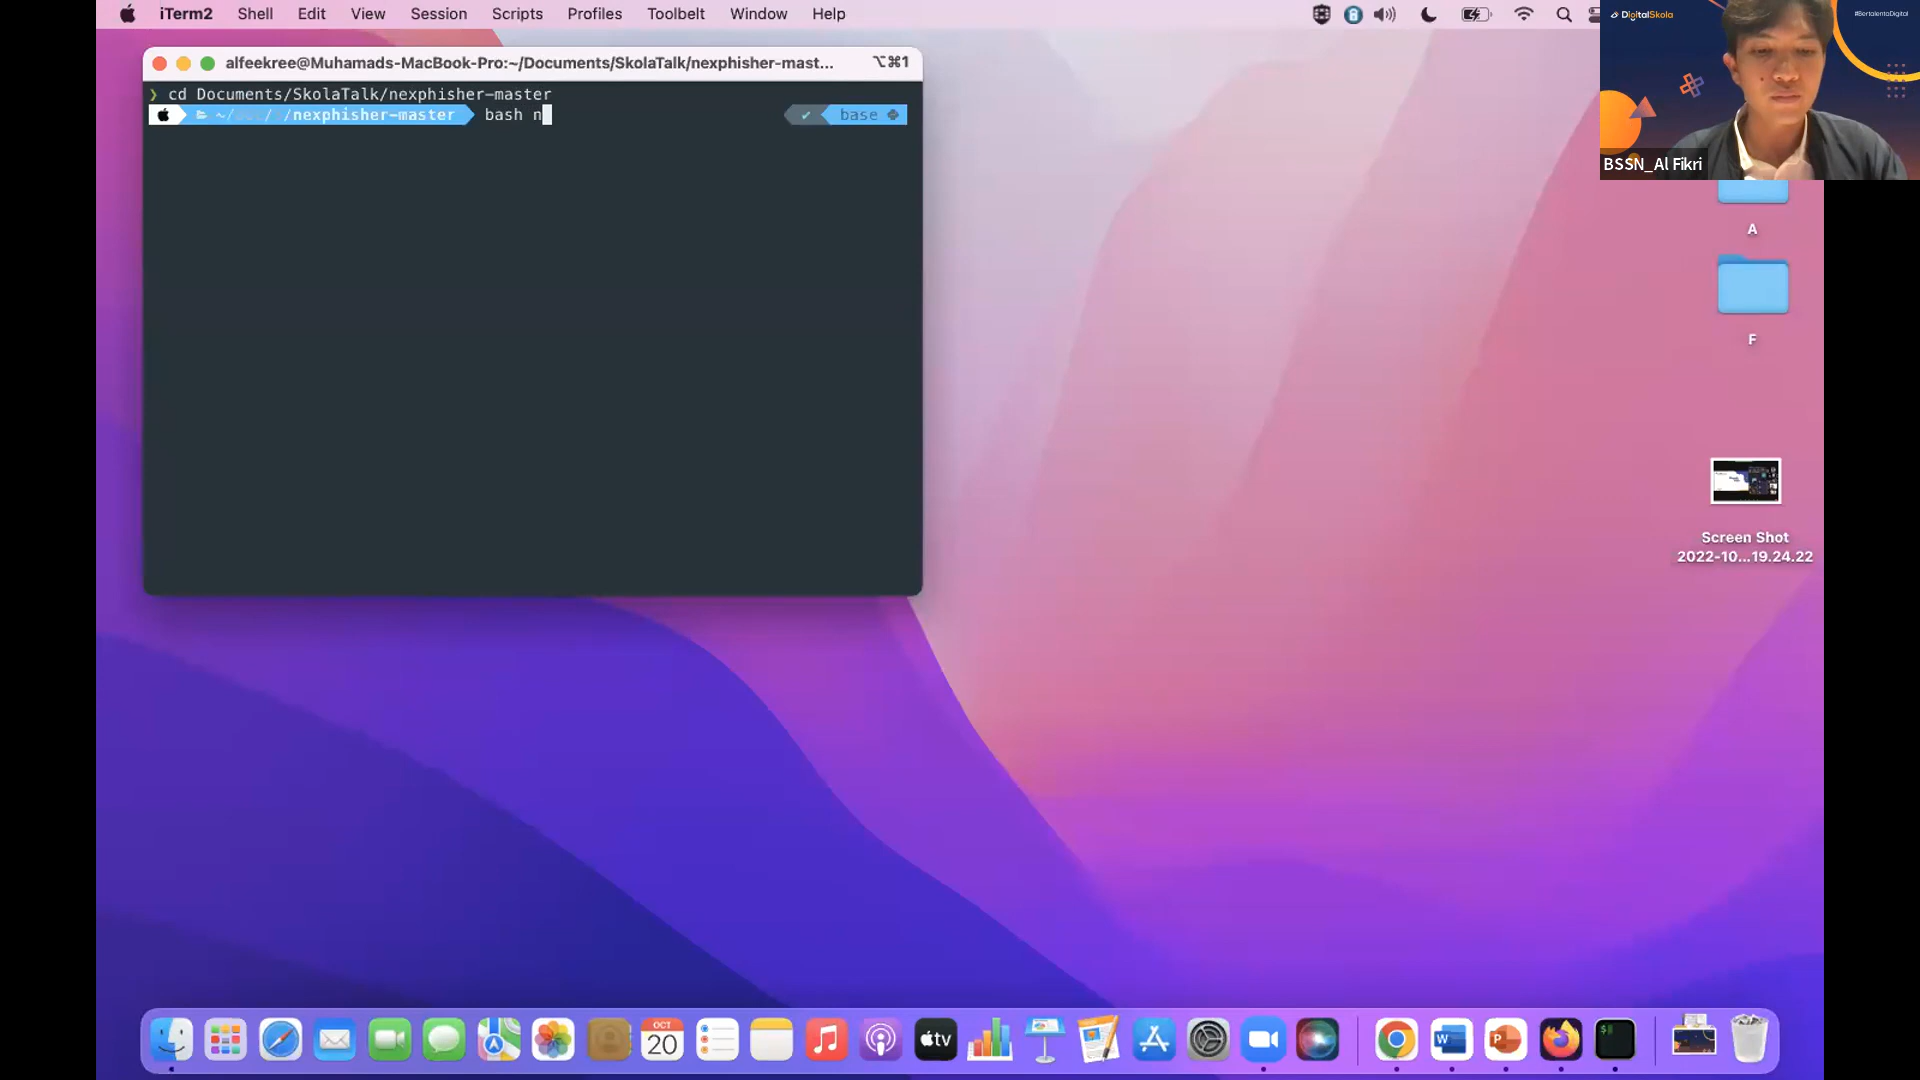 iTerm2 Shell Edit View Session Scripts Profiles Toolbelt Window Help
DigitalSkola
#BertalentaDigital
BSSN_Al Fikri
alfeekree@Muhamads-MacBook-Pro:~/Documents/SkolaTalk/nexphisher-mast...
⌥⌘1
❯ cd Documents/SkolaTalk/nexphisher-master
nexphisher-master bash n
✓ base
A
F
Screen Shot
2022-10...19.24.22
OCT
20
tv
W
P
$